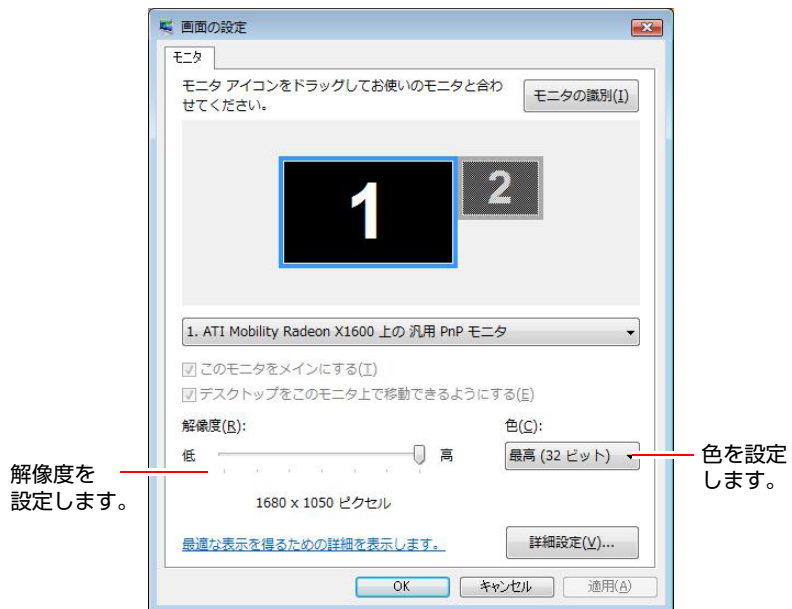 画面の設定
モニタ
モニタ アイコンをドラッグしてお使いのモニタと合わ
せてください。
モニタの識別(I)
1
2
1. ATI Mobility Radeon X1600 上の 汎用 PnP モニタ
このモニタをメインにする(T)
デスクトップをこのモニタ上で移動できるようにする(E)
解像度(R):
低
高
1680 x 1050 ピクセル
色(C):
最高 (32 ビット)
解像度を
設定します。
色を設定
します。
最適な表示を得るための詳細を表示します。
詳細設定(V)...
OK
キャンセル
適用(A)